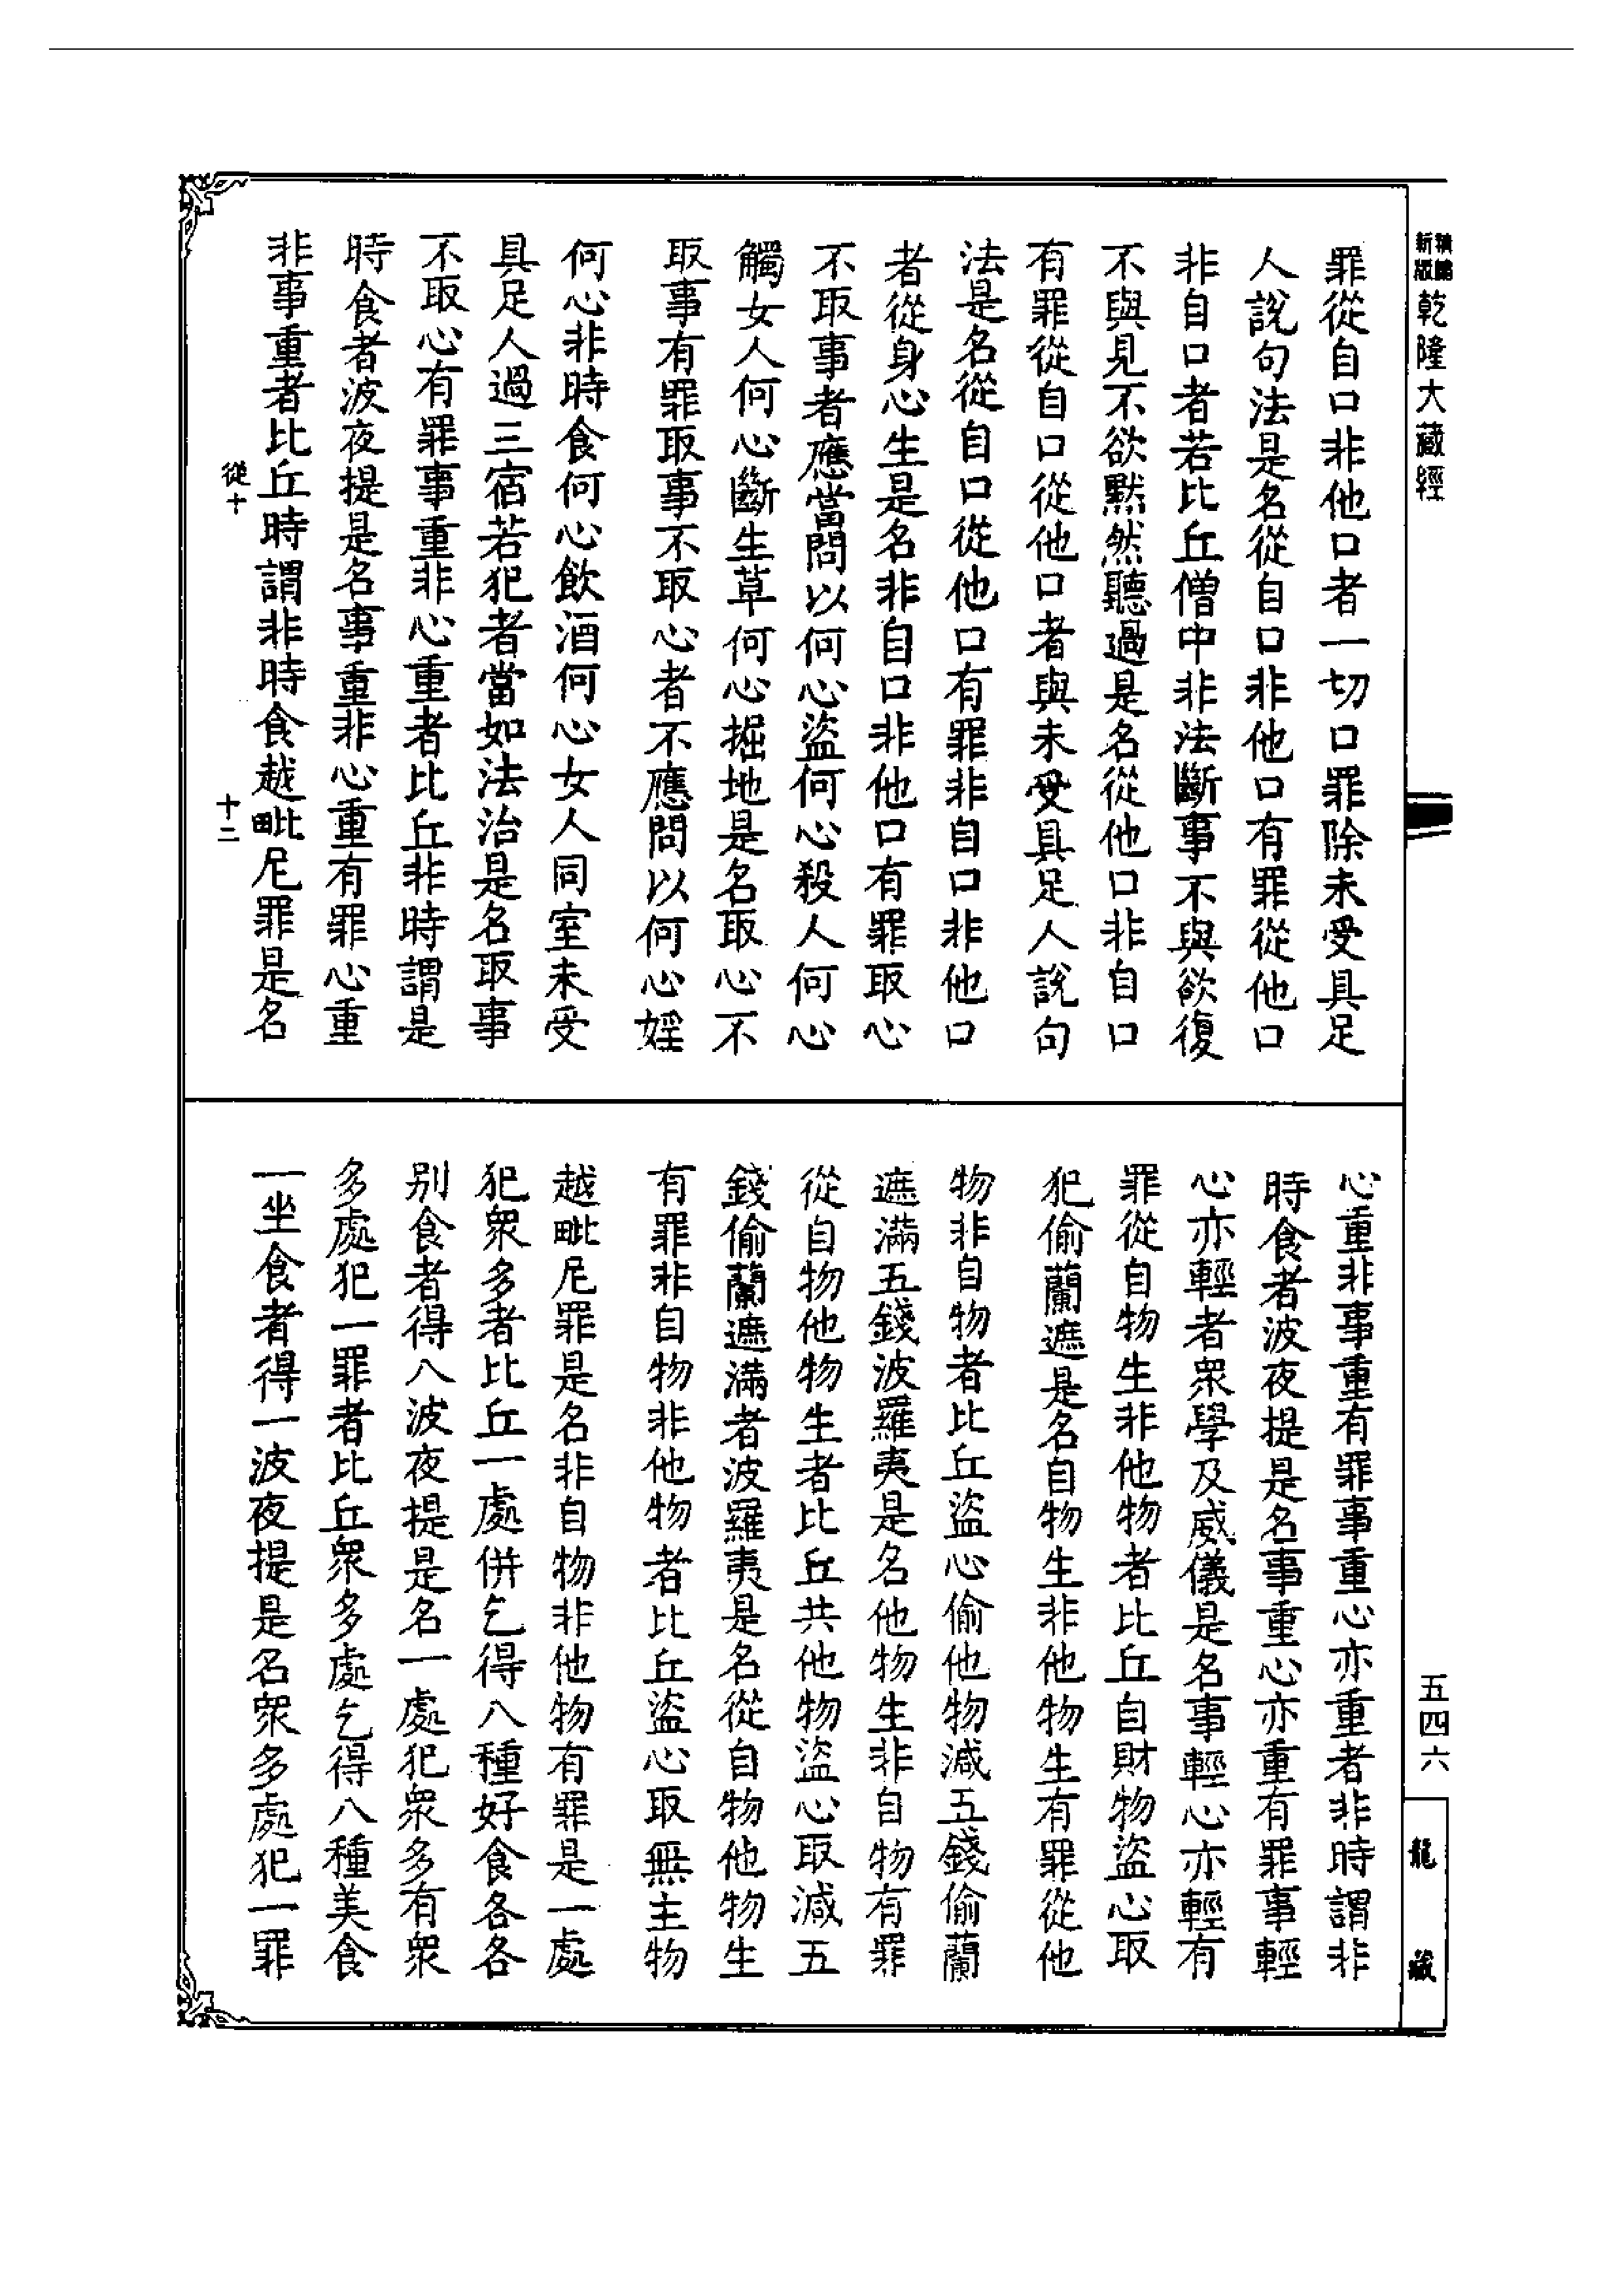 新版
乾隆大藏經
罪從自口非他口者一切口罪除未受具足
人說句法是名從自口非他口有罪從他口
非自口者若比丘僧中非法斷事不與欲復
不與見不欲默然聽過是名從他口非自口
有罪從自口從他口者與未受具足人說句
法是名從自口從他口有罪非自口非他口
者從身心生是名非自口非他口有罪取心
不取事者應當問以何心盜何心殺人何心
觸女人何心斷生草何心掘地是名取心不
取事有罪取事不取心者不應問以何心婬
何心非時食何心飲酒何心女人同室未受
具足人過三宿若犯者當如法治是名取事
不取心有罪事重非心重者比丘非時謂是
時食者波夜提是名事重非心重有罪心重
非事重者比丘時謂非時食越毗尼罪是名
從十
十二
心重非事重有罪事重心亦重者非時謂非
時食者波夜提是名事重心亦重有罪事輕
心亦輕者眾學及威儀是名事輕心亦輕有
罪從自物生非他物者比丘自財物盜心取
犯偷蘭遮是名自物生非他物生有罪從他
物非自物者比丘盜心偷他物減五錢偷蘭
遮滿五錢波羅夷是名他物生非自物有罪
從自物他物生者比丘共他物盜心取減五
錢偷蘭遮滿者波羅夷是名從自物他物生
有罪非自物非他物者比丘盜心取無主物
越毗尼罪是名非自物非他物有罪是一處
犯眾多者比丘一處併乞得八種好食各各
別食者得八波夜提是名一處犯眾多有眾
多處犯一罪者比丘眾多處乞得八種美食
一坐食者得一波夜提是名眾多處犯一罪
五四六
龍藏